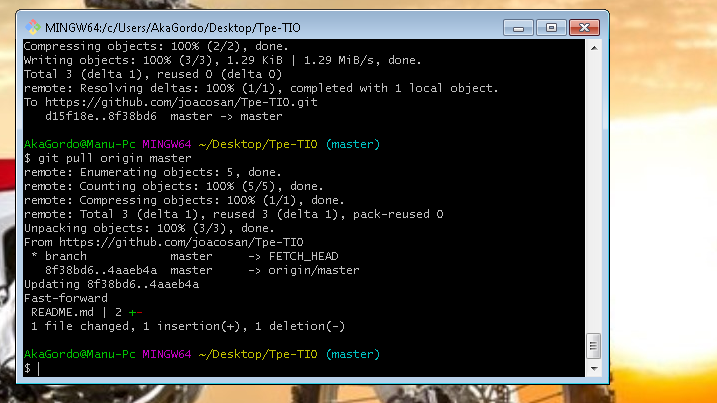 MINGW64:/c/Users/AkaGordo/Desktop/Tpe-TIO
Compressing objects: 100% (2/2), done.
Writing objects: 100% (3/3), 1.29 KiB | 1.29 MiB/s, done.
Total 3 (delta 1), reused 0 (delta 0)
remote: Resolving deltas: 100% (1/1), completed with 1 local object.
To https://github.com/joacosan/Tpe-TIO.git
   d15f18e..8f38bd6  master -> master
AkaGordo@Manu-Pc MINGW64 ~/Desktop/Tpe-TIO (master)
$ git pull origin master
remote: Enumerating objects: 5, done.
remote: Counting objects: 100% (5/5), done.
remote: Compressing objects: 100% (1/1), done.
remote: Total 3 (delta 1), reused 3 (delta 1), pack-reused 0
Unpacking objects: 100% (3/3), done.
From https://github.com/joacosan/Tpe-TIO
 * branch            master     -> FETCH_HEAD
   8f38bd6..4aaeb4a  master     -> origin/master
Updating 8f38bd6..4aaeb4a
Fast-forward
 README.md | 2 +-
 1 file changed, 1 insertion(+), 1 deletion(-)
AkaGordo@Manu-Pc MINGW64 ~/Desktop/Tpe-TIO (master)
$